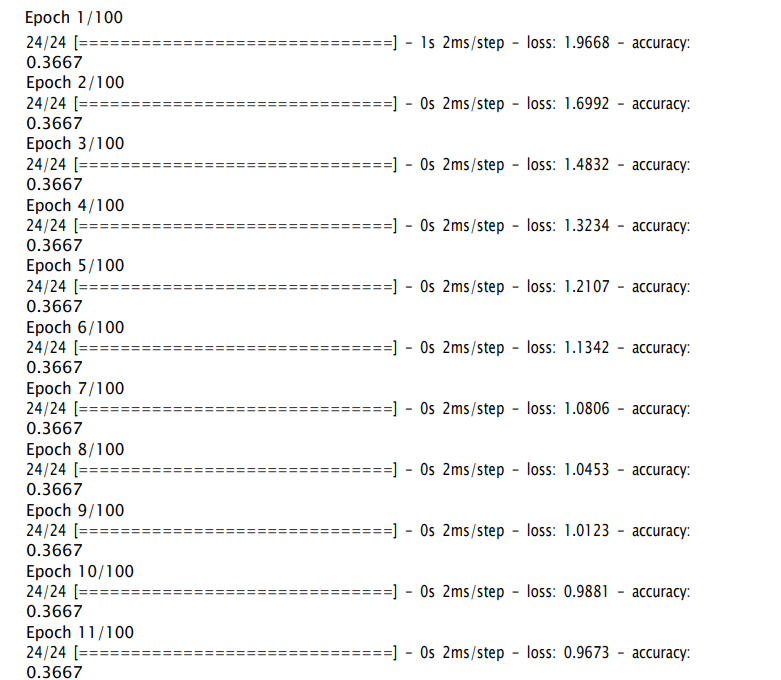 Epoch 1/100
24/24 [==============================] - 1s 2ms/step - loss: 1.9668 - accuracy:
0.3667
Epoch 2/100
24/24 [==============================] - 0s 2ms/step - loss: 1.6992 - accuracy:
0.3667
Epoch 3/100
24/24 [==============================] - 0s 2ms/step - loss: 1.4832 - accuracy:
0.3667
Epoch 4/100
24/24 [==============================] - 0s 2ms/step - loss: 1.3234 - accuracy:
0.3667
Epoch 5/100
24/24 [==============================] - 0s 2ms/step - loss: 1.2107 - accuracy:
0.3667
Epoch 6/100
24/24 [==============================] - 0s 2ms/step - loss: 1.1342 - accuracy:
0.3667
Epoch 7/100
24/24 [==============================] - 0s 2ms/step - loss: 1.0806 - accuracy:
0.3667
Epoch 8/100
24/24 [==============================] - 0s 2ms/step - loss: 1.0453 - accuracy:
0.3667
Epoch 9/100
24/24 [==============================] - 0s 2ms/step - loss: 1.0123 - accuracy:
0.3667
Epoch 10/100
24/24 [==============================] - 0s 2ms/step - loss: 0.9881 - accuracy:
0.3667
Epoch 11/100
24/24 [==============================] - 0s 2ms/step - loss: 0.9673 - accuracy:
0.3667